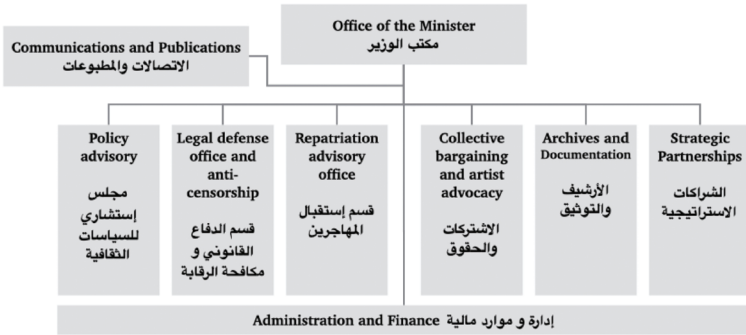 Office of the Minister
مكتب الوزير
Communications and Publications
الاتصالات والمطبوعات
Policy
advisory
مجلس
إستشاري
للسياسات
الثقافية
Legal defense
office and
anti-
censorship
قسم الدفاع
القانوني و
مكافحة الرقابة
Repatriation
advisory
office
قسم إستقبال
المهاجرين
Collective
bargaining
and artist
advocacy
الاشتركات
والحقوق
Archives and
Documentation
الأرشيف
والتوثيق
Strategic
Partnerships
الشراكات
الاستراتيجية
Administration and Finance إدارة و موارد مالية